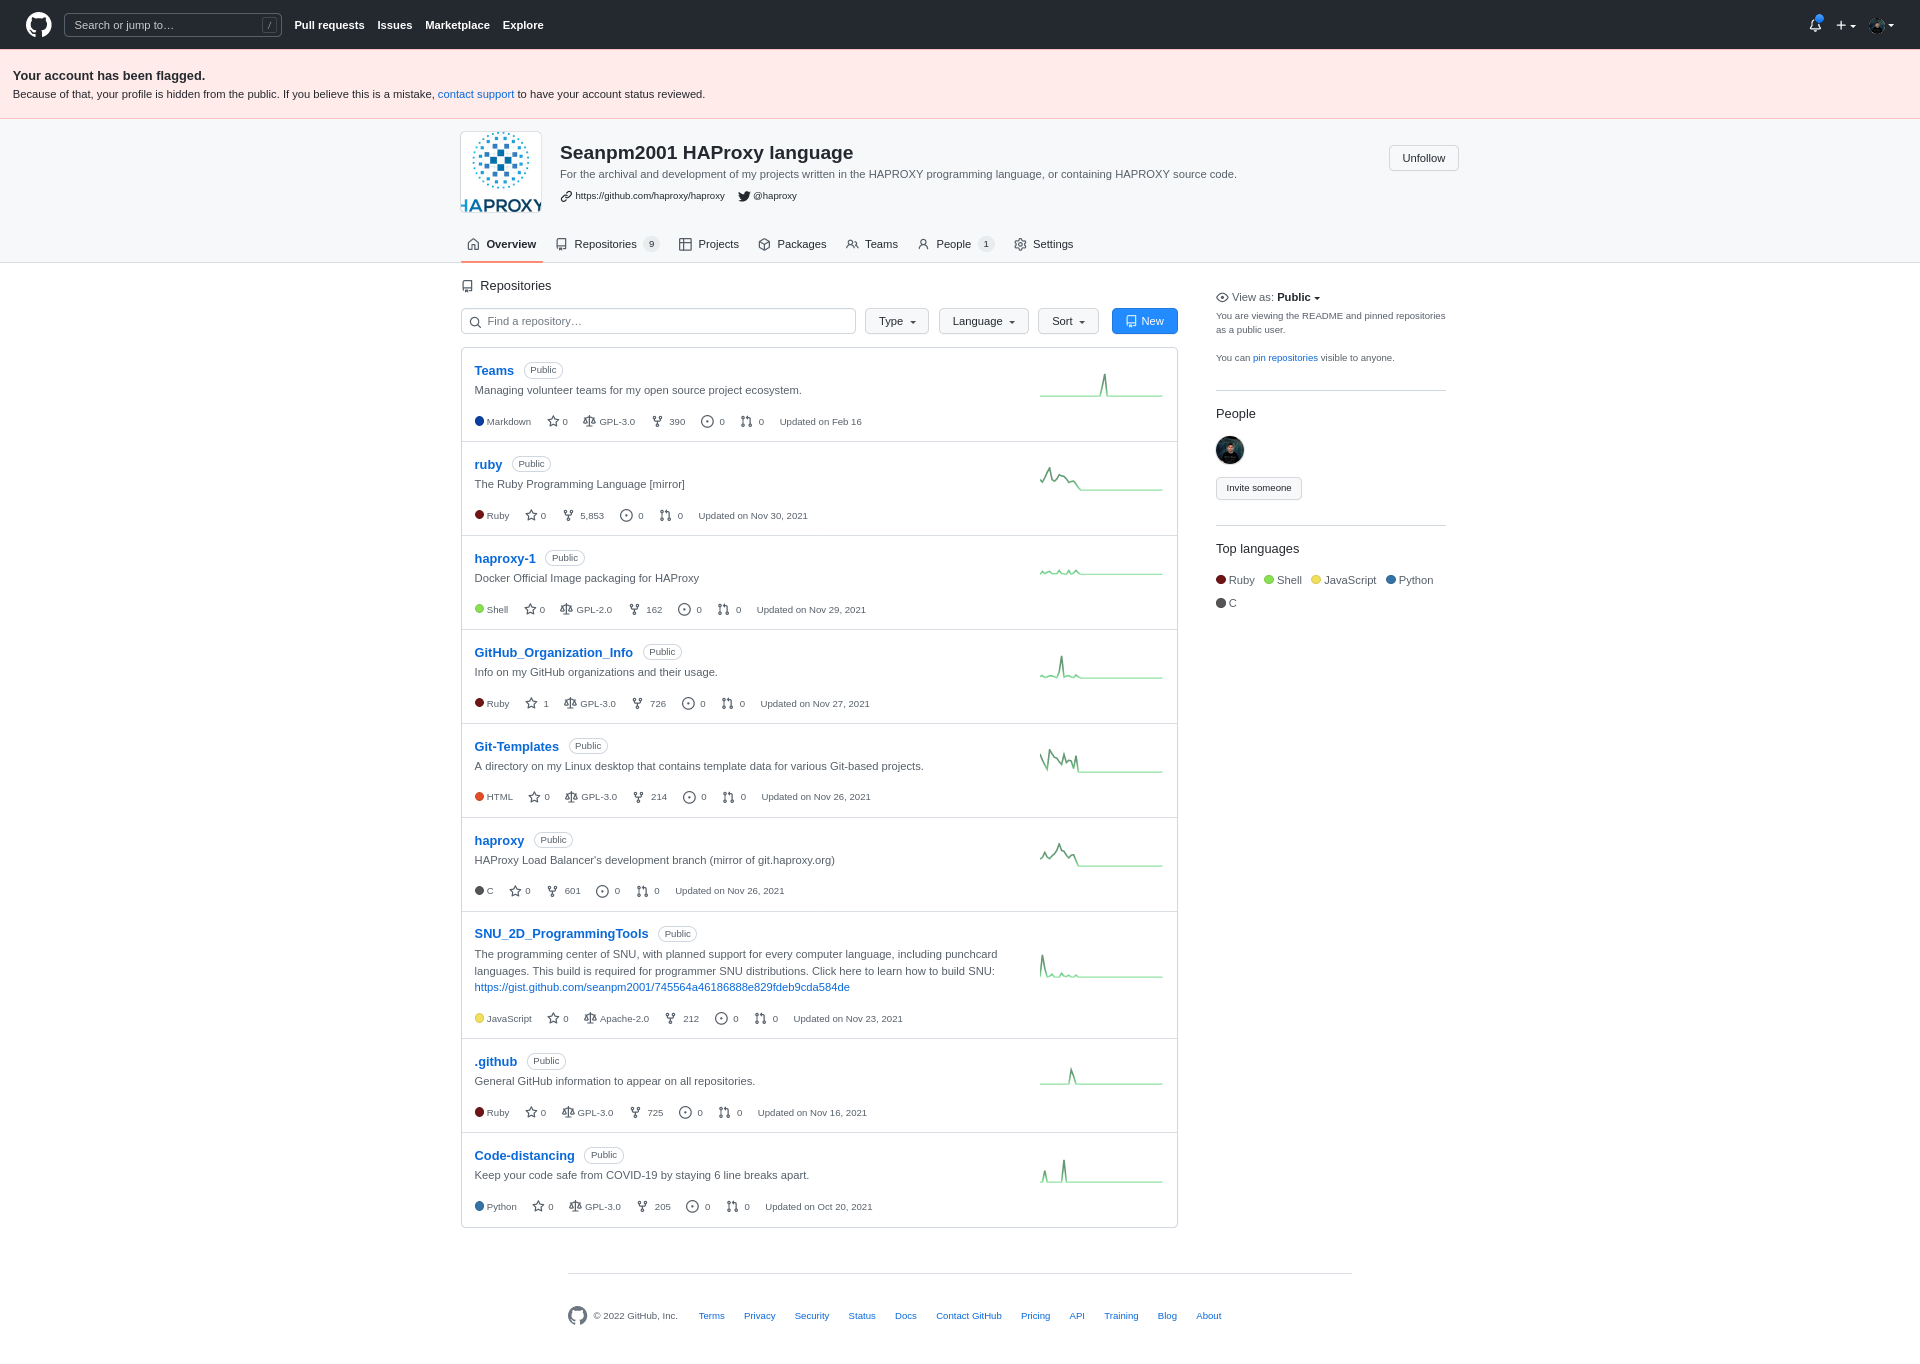 Search or jump to…
/
Pull requests Issues Marketplace Explore
Your account has been flagged.
Because of that, your profile is hidden from the public. If you believe this is a mistake, contact support to have your account status reviewed.
HAPROXY
Seanpm2001 HAProxy language
For the archival and development of my projects written in the HAPROXY programming language, or containing HAPROXY source code.
https://github.com/haproxy/haproxy @haproxy
Unfollow
Overview Repositories 9 Projects Packages Teams People 1 Settings
Repositories
Find a repository…
Type Language Sort New
Teams Public
Managing volunteer teams for my open source project ecosystem.
Markdown 0 GPL-3.0 390 0 0 Updated on Feb 16
ruby Public
The Ruby Programming Language [mirror]
Ruby 0 5,853 0 0 Updated on Nov 30, 2021
haproxy-1 Public
Docker Official Image packaging for HAProxy
Shell 0 GPL-2.0 162 0 0 Updated on Nov 29, 2021
GitHub_Organization_Info Public
Info on my GitHub organizations and their usage.
Ruby 1 GPL-3.0 726 0 0 Updated on Nov 27, 2021
Git-Templates Public
A directory on my Linux desktop that contains template data for various Git-based projects.
HTML 0 GPL-3.0 214 0 0 Updated on Nov 26, 2021
haproxy Public
HAProxy Load Balancer's development branch (mirror of git.haproxy.org)
C 0 601 0 0 Updated on Nov 26, 2021
SNU_2D_ProgrammingTools Public
The programming center of SNU, with planned support for every computer language, including punchcard
languages. This build is required for programmer SNU distributions. Click here to learn how to build SNU:
https://gist.github.com/seanpm2001/745564a46186888e829fdeb9cda584de
JavaScript 0 Apache-2.0 212 0 0 Updated on Nov 23, 2021
.github Public
General GitHub information to appear on all repositories.
Ruby 0 GPL-3.0 725 0 0 Updated on Nov 16, 2021
Code-distancing Public
Keep your code safe from COVID-19 by staying 6 line breaks apart.
Python 0 GPL-3.0 205 0 0 Updated on Oct 20, 2021
View as: Public
You are viewing the README and pinned repositories
as a public user.
You can pin repositories visible to anyone.
People
Invite someone
Top languages
Ruby Shell JavaScript Python
C
© 2022 GitHub, Inc. Terms Privacy Security Status Docs Contact GitHub Pricing API Training Blog About